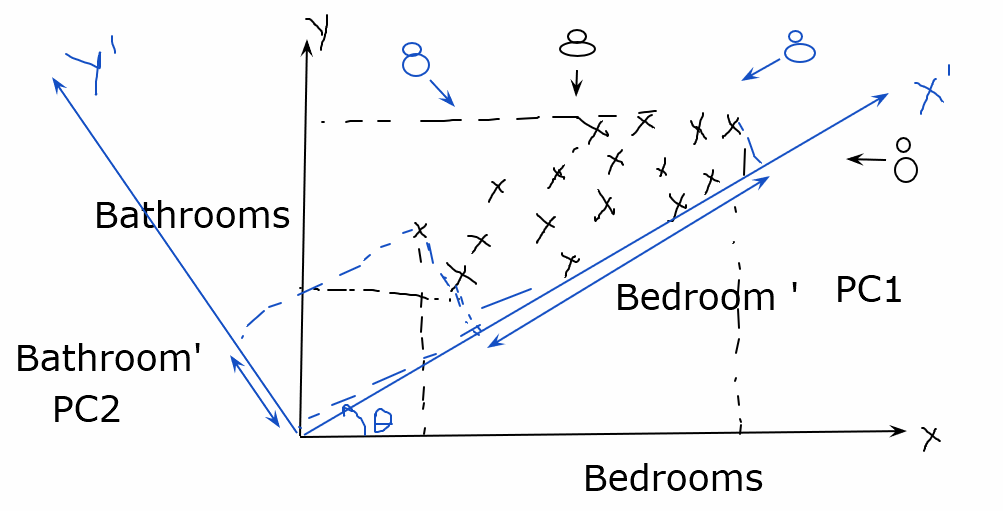 y
Y'
X'
Bathrooms
Bedroom ' PC1
Bathroom'
PC2
θ
x
Bedrooms